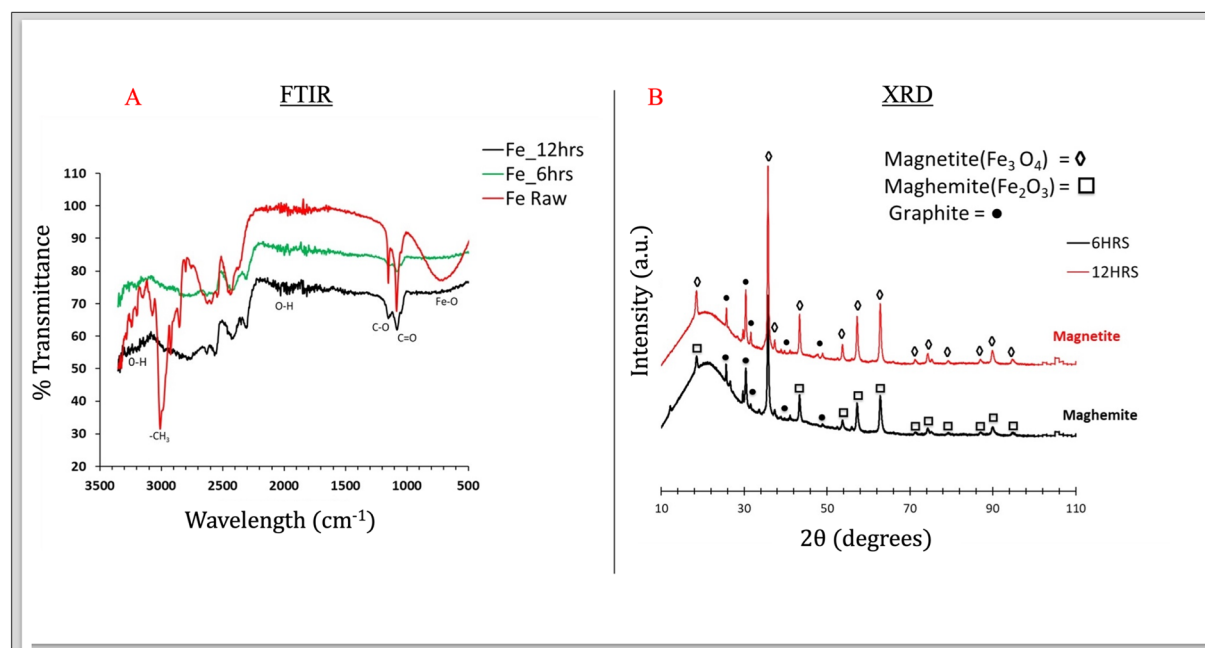 A
FTIR
Fe_12hrs
Fe_6hrs
Fe Raw
110
100
90
80
70
60
50
40
30
20
% Transmittance
O-H
-CH₃
O-H
C-O
C=O
Fe-O
3500
3000
2500
2000
1500
1000
500
Wavelength (cm⁻¹)
B
XRD
Magnetite(Fe₃ O₄) = ◊
Maghemite(Fe₂O₃) = □
Graphite = •
6HRS
12HRS
Intensity (a.u.)
Magnetite
Maghemite
10
30
50
70
90
110
2θ (degrees)